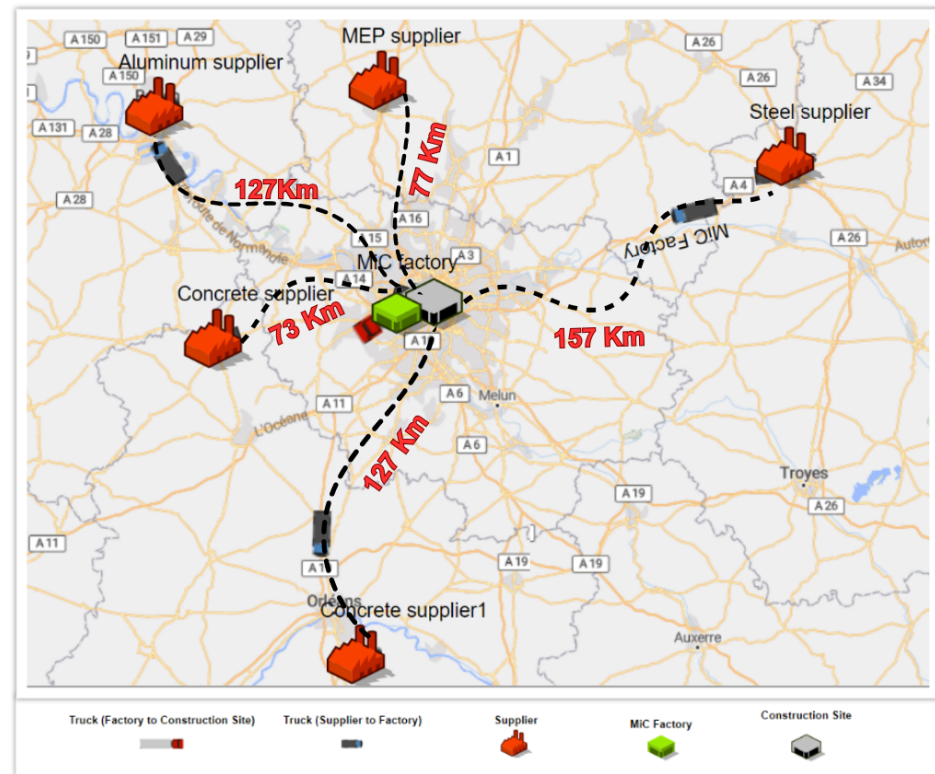 A 150
A 151
A 29
MEP supplier
A 26
Aluminum supplier
A 150
A 26
A 34
Steel supplier
A 131
A 28
A 1
127Km
77 Km
A 4
A 28
Route de Normandie
A 16
MiC Factory
A 26
A 15
A 3
MiC factory
A 14
Concrete supplier
73 Km
157 Km
A 6
Melun
A 11
L'Océane
127 Km
A 6
Troyes
A 19
A 26
A 11
A 19
A 19
Orléans
Concrete supplier1
Auxerre
Truck (Factory to Construction Site)
Truck (Supplier to Factory)
Supplier
MiC Factory
Construction Site